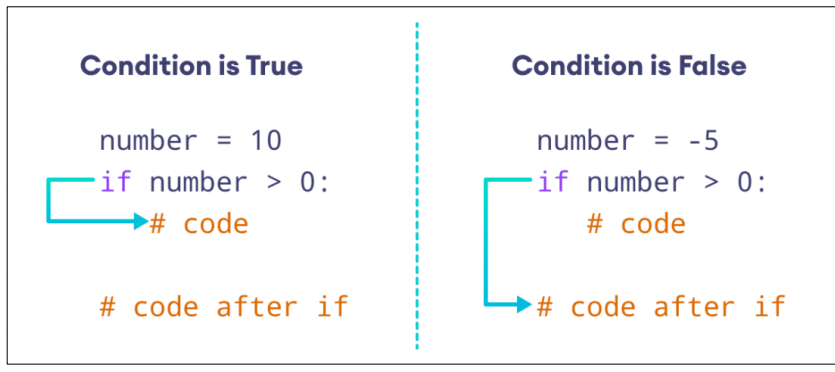 Condition is True
number = 10
if number > 0:
# code
# code after if
Condition is False
number = -5
if number > 0:
# code
# code after if